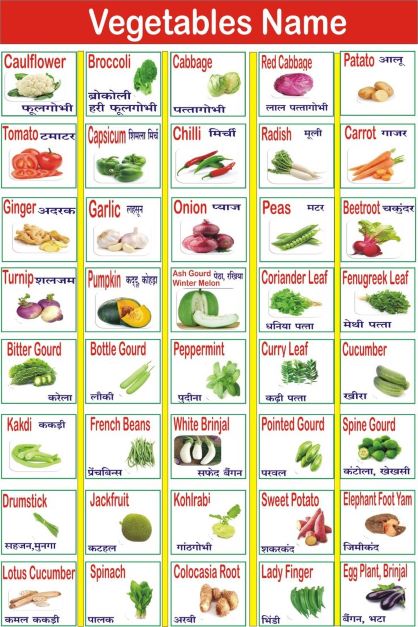 Vegetables Name
Caulflower
फूलगोभी
Broccoli
ब्रोकोली
हरी फूलगोभी
Cabbage
पत्तागोभी
Red Cabbage
लाल पत्तागोभी
Patato आलू
Tomato टमाटर
Capsicum शिमला मिर्च
Chilli मिर्ची
Radish मूली
Carrot गाजर
Ginger अदरक
Garlic लहसून
Onion प्याज
Peas मटर
Beetroot चकुंदर
Turnip शलजम
Pumpkin कद्दू, कोहड़ा
Ash Gourd पेठा, रखिया
Winter Melon
Coriander Leaf
धनिया पत्ता
Fenugreek Leaf
मेथी पत्ता
Bitter Gourd
करेला
Bottle Gourd
लौकी
Peppermint
पुदीना
Curry Leaf
कढ़ी पत्ता
Cucumber
खीरा
Kakdi ककड़ी
French Beans
फ्रेंचबिन्स
White Brinjal
सफेद बैंगन
Pointed Gourd
परवल
Spine Gourd
कंटोला, खेखसी
Drumstick
सहजन,मुनगा
Jackfruit
कटहल
Kohlrabi
गांठगोभी
Sweet Potato
शकरकंद
Elephant Foot Yam
जिमीकंद
Lotus Cucumber
कमल ककड़ी
Spinach
पालक
Colocasia Root
अरबी
Lady Finger
भिंडी
Egg Plant, Brinjal
बैंगन, भटा